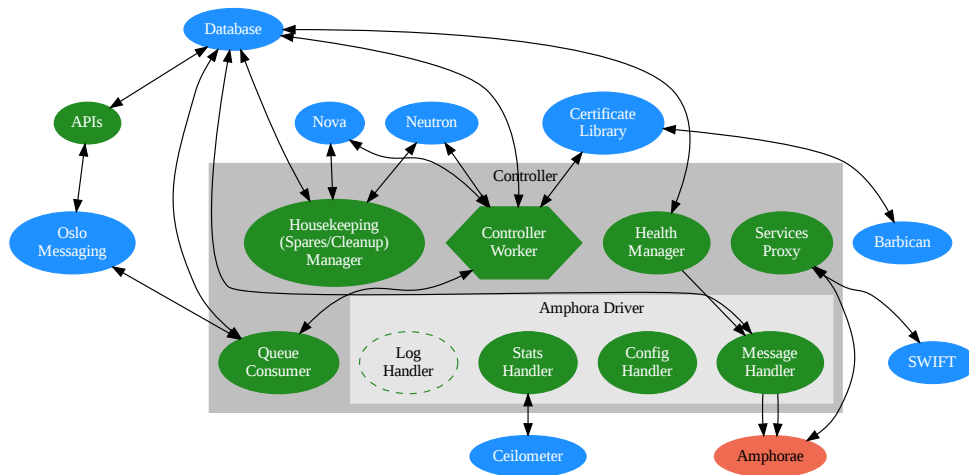 Database
APIs
Nova
Neutron
Certificate
Library
Controller
Oslo
Messaging
Housekeeping
(Spares/Cleanup)
Manager
Controller
Worker
Health
Manager
Services
Proxy
Barbican
Amphora Driver
Queue
Consumer
Log
Handler
Stats
Handler
Config
Handler
Message
Handler
SWIFT
Ceilometer
Amphorae